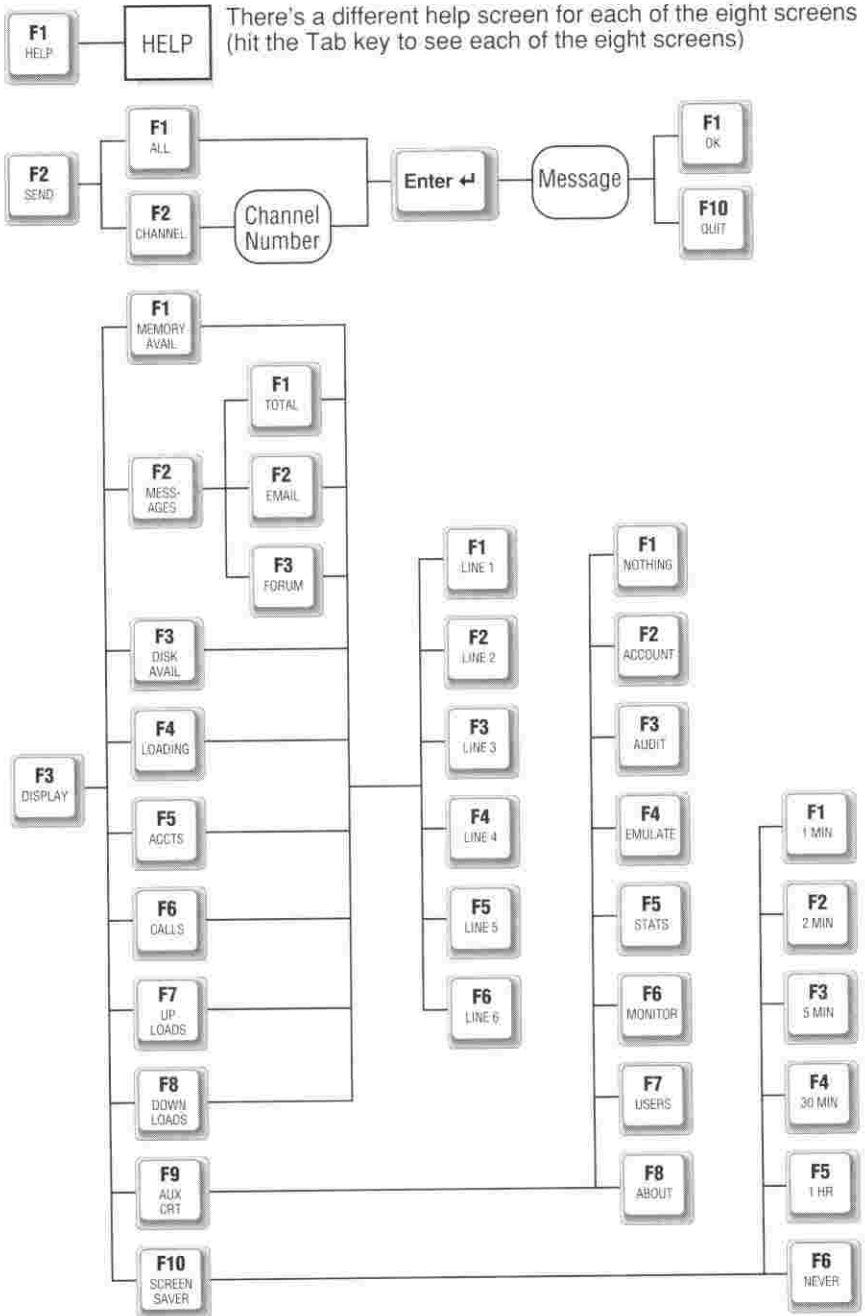 F1
HELP
HELP
There's a different help screen for each of the eight screens
(hit the Tab key to see each of the eight screens)
F2
SEND
F1
ALL
F2
CHANNEL
Channel
Number
Enter ↵
Message
F1
OK
F10
QUIT
F3
DISPLAY
F1
MEMORY
AVAIL
F2
MESS-
AGES
F1
TOTAL
F2
EMAIL
F3
FORUM
F3
DISK
AVAIL
F4
LOADING
F5
ACCTS
F6
CALLS
F7
UP
LOADS
F8
DOWN
LOADS
F9
AUX
CRT
F10
SCREEN
SAVER
F1
LINE 1
F2
LINE 2
F3
LINE 3
F4
LINE 4
F5
LINE 5
F6
LINE 6
F1
NOTHING
F2
ACCOUNT
F3
AUDIT
F4
EMULATE
F5
STATS
F6
MONITOR
F7
USERS
F8
ABOUT
F1
1 MIN
F2
2 MIN
F3
5 MIN
F4
30 MIN
F5
1 HR
F6
NEVER